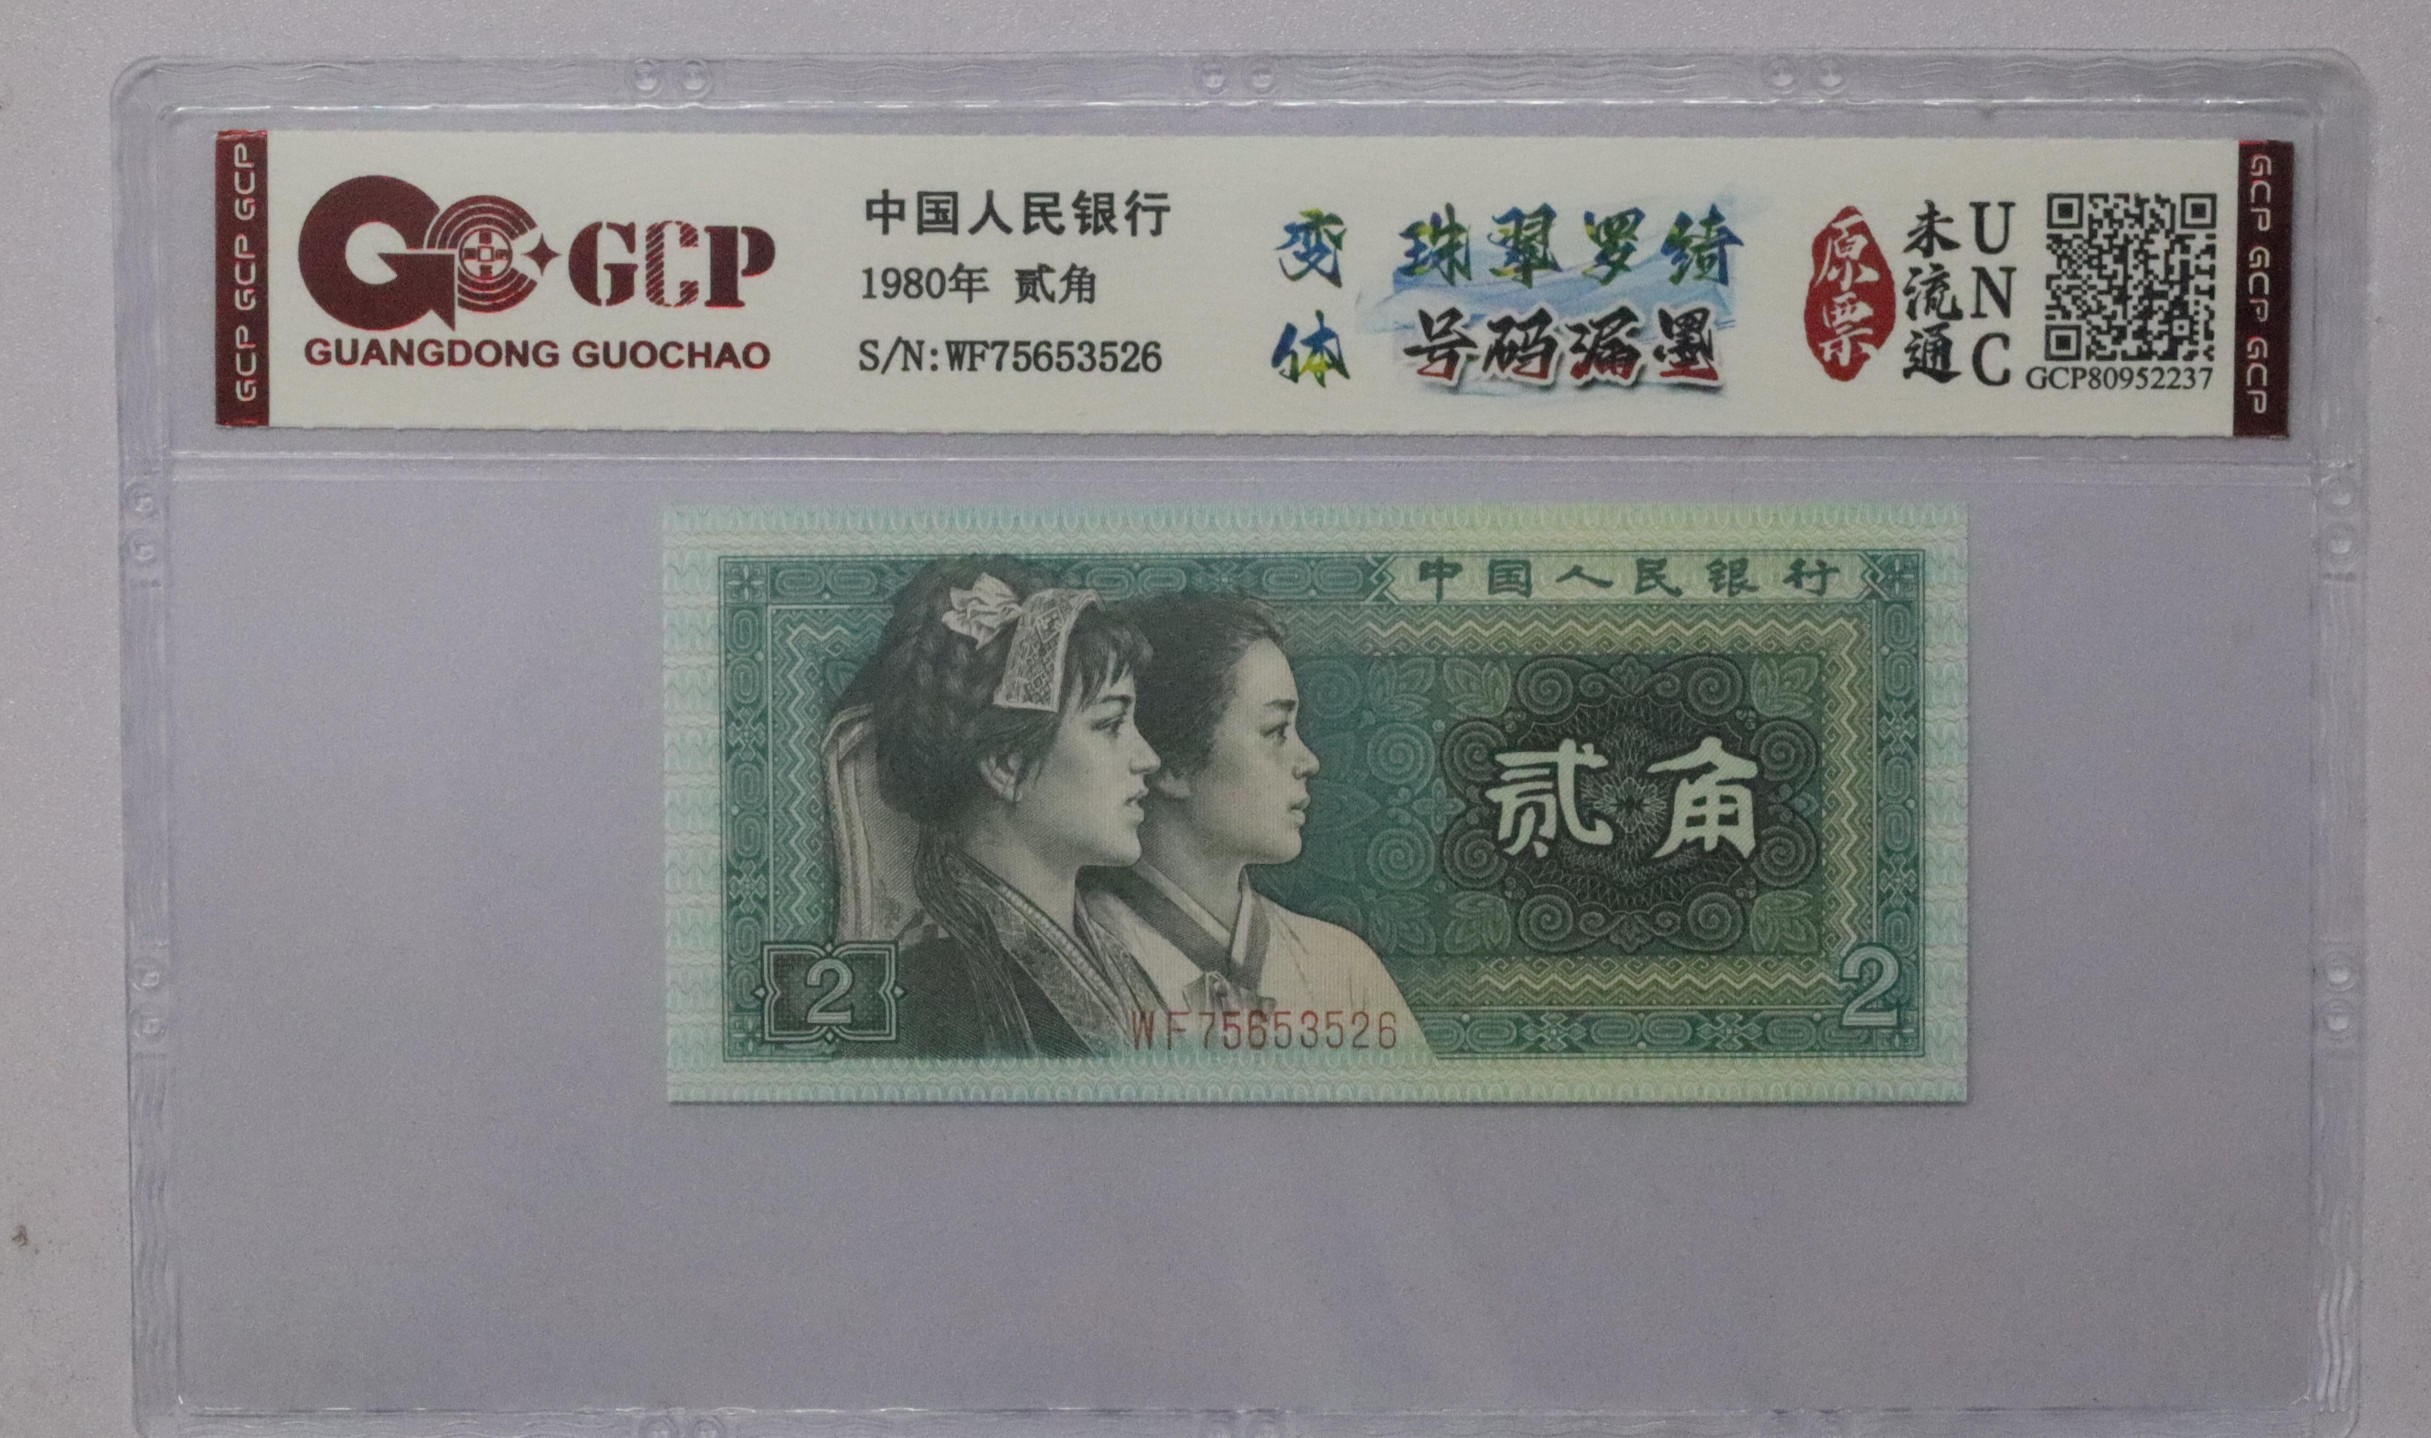 GCP GCP GCP
GCP
GUANGDONG GUOCHAO
中国人民银行
1980年 贰角
S/N:WF75653526
变体
珠翠罗绮
号码漏墨
原票
未流通
UNC
GCP80952237
GCP GCP GCP
中国人民银行
贰角
2
WF75653526
2